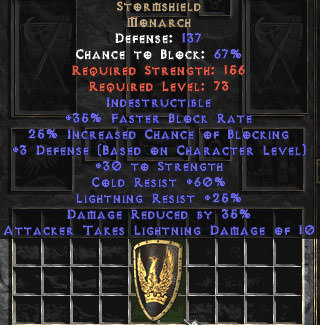 Stormshield
Monarch
Defense: 137
Chance to Block: 67%
Required Strength: 156
Required Level: 73
Indestructible
+35% Faster Block Rate
25% Increased Chance of Blocking
+3 Defense (Based on Character Level)
+30 to Strength
Cold Resist +60%
Lightning Resist +25%
Damage Reduced by 35%
Attacker Takes Lightning Damage of 10